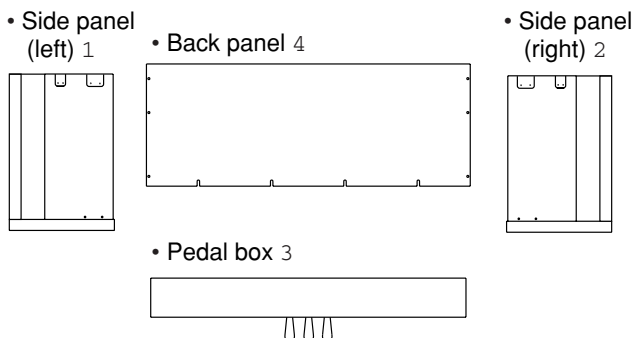 • Side panel
(left) 1
• Back panel 4
• Side panel
(right) 2
• Pedal box 3